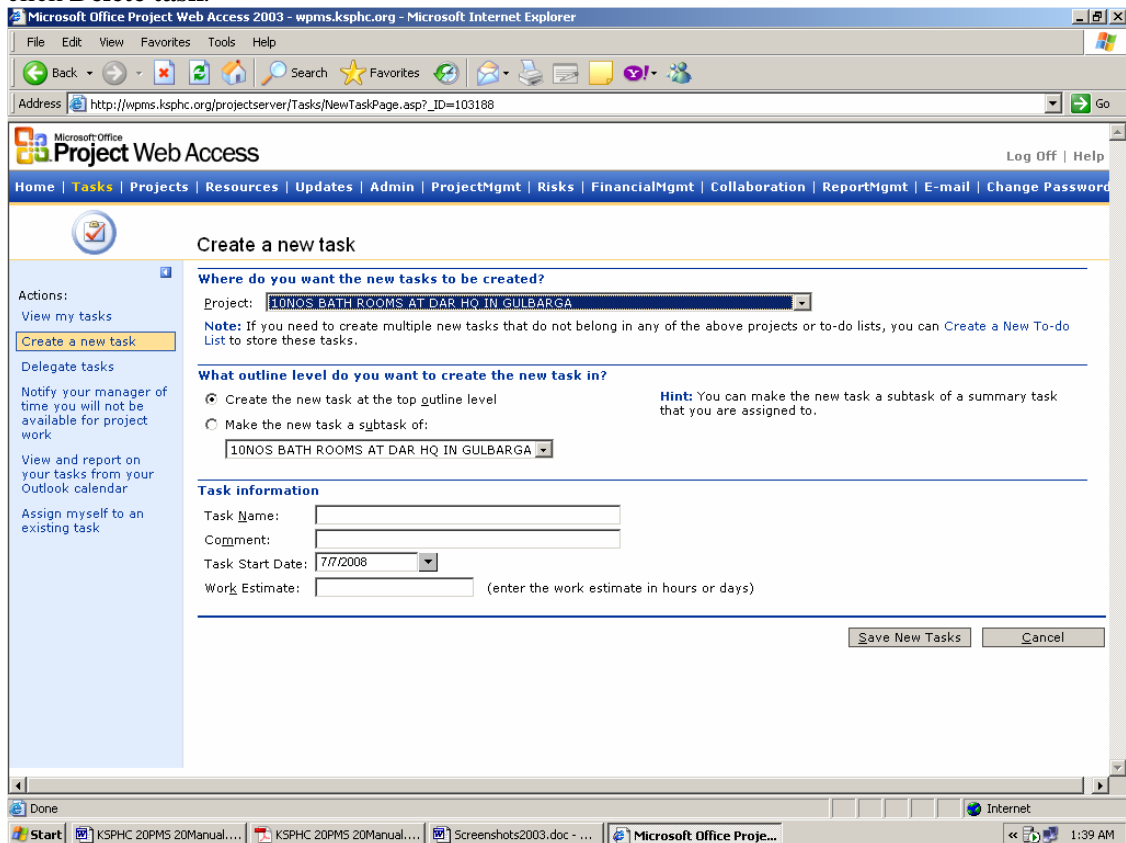 Microsoft Office Project Web Access 2003 - wpms.ksphc.org - Microsoft Internet Explorer
File Edit View Favorites Tools Help
Back Search Favorites
Address http://wpms.ksphc.org/projectserver/Tasks/NewTaskPage.asp?_ID=103188 Go
Microsoft Office
Project Web Access
Log Off | Help
Home | Tasks | Projects | Resources | Updates | Admin | ProjectMgmt | Risks | FinancialMgmt | Collaboration | ReportMgmt | E-mail | Change Password
Create a new task
Actions:
View my tasks
Create a new task
Delegate tasks
Notify your manager of
time you will not be
available for project
work
View and report on
your tasks from your
Outlook calendar
Assign myself to an
existing task
Where do you want the new tasks to be created?
Project: 10NOS BATH ROOMS AT DAR HQ IN GULBARGA
Note: If you need to create multiple new tasks that do not belong in any of the above projects or to-do lists, you can Create a New To-do
List to store these tasks.
What outline level do you want to create the new task in?
Create the new task at the top outline level
Make the new task a subtask of:
10NOS BATH ROOMS AT DAR HQ IN GULBARGA
Hint: You can make the new task a subtask of a summary task
that you are assigned to.
Task information
Task Name:
Comment:
Task Start Date: 7/7/2008
Work Estimate: (enter the work estimate in hours or days)
Save New Tasks Cancel
Done Internet
Start KSPHC 20PMS 20Manual.... KSPHC 20PMS 20Manual.... Screenshots2003.doc - ... Microsoft Office Proje... 1:39 AM